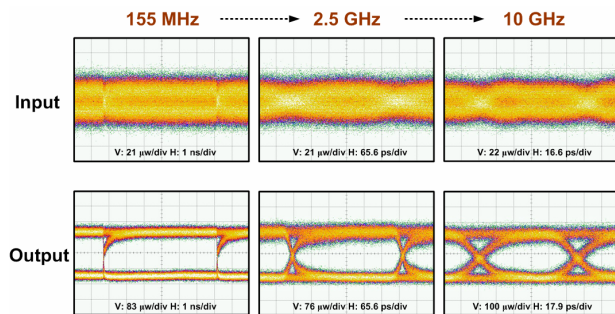 155 MHz 2.5 GHz 10 GHz
Input
V: 21 μw/div H: 1 ns/div
V: 21 μw/div H: 65.6 ps/div
V: 22 μw/div H: 16.6 ps/div
Output
V: 83 μw/div H: 1 ns/div
V: 76 μw/div H: 65.6 ps/div
V: 100 μw/div H: 17.9 ps/div